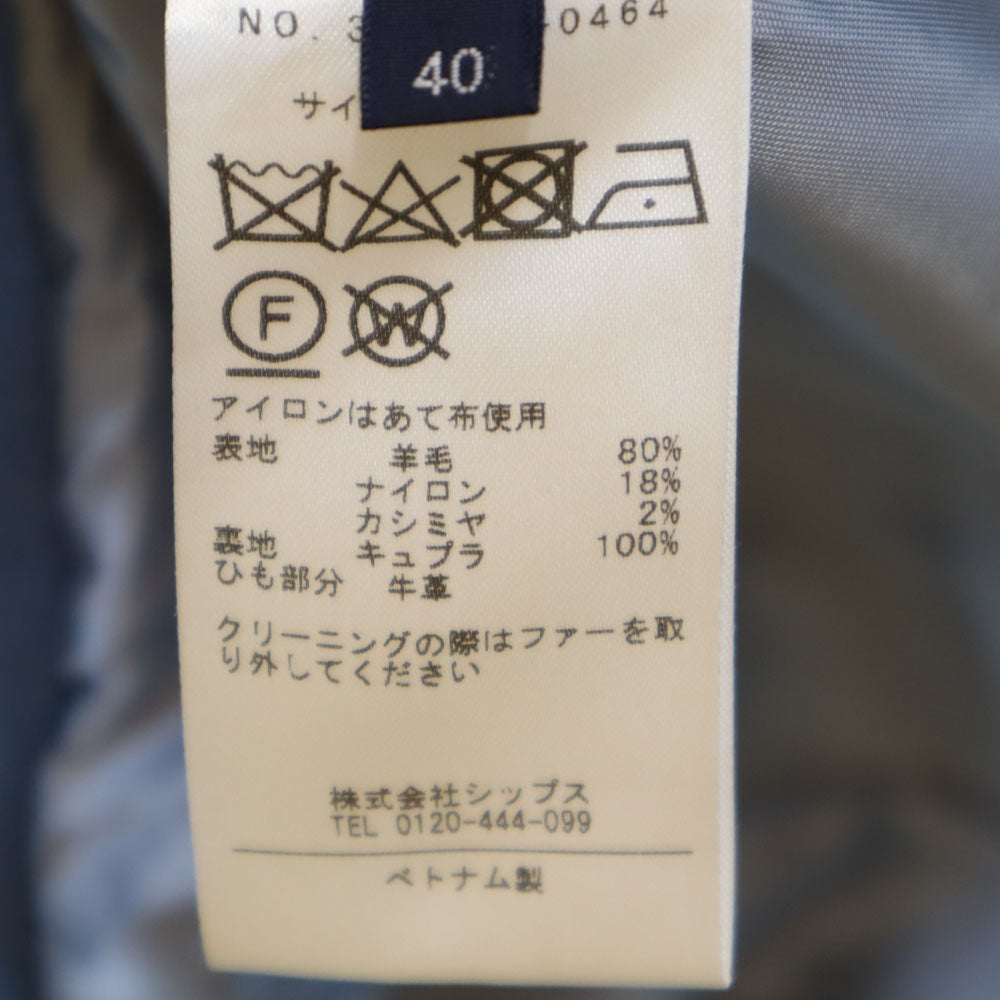 NO. 3 -0464
40
サイ
F
W
アイロンはあて布使用
表地 羊毛 80%
ナイロン 18%
カシミヤ 2%
裏地 キュプラ 100%
ひも部分 牛革
クリーニングの際はファーを取
り外してください
株式会社シップス
TEL 0120-444-099
ベトナム製